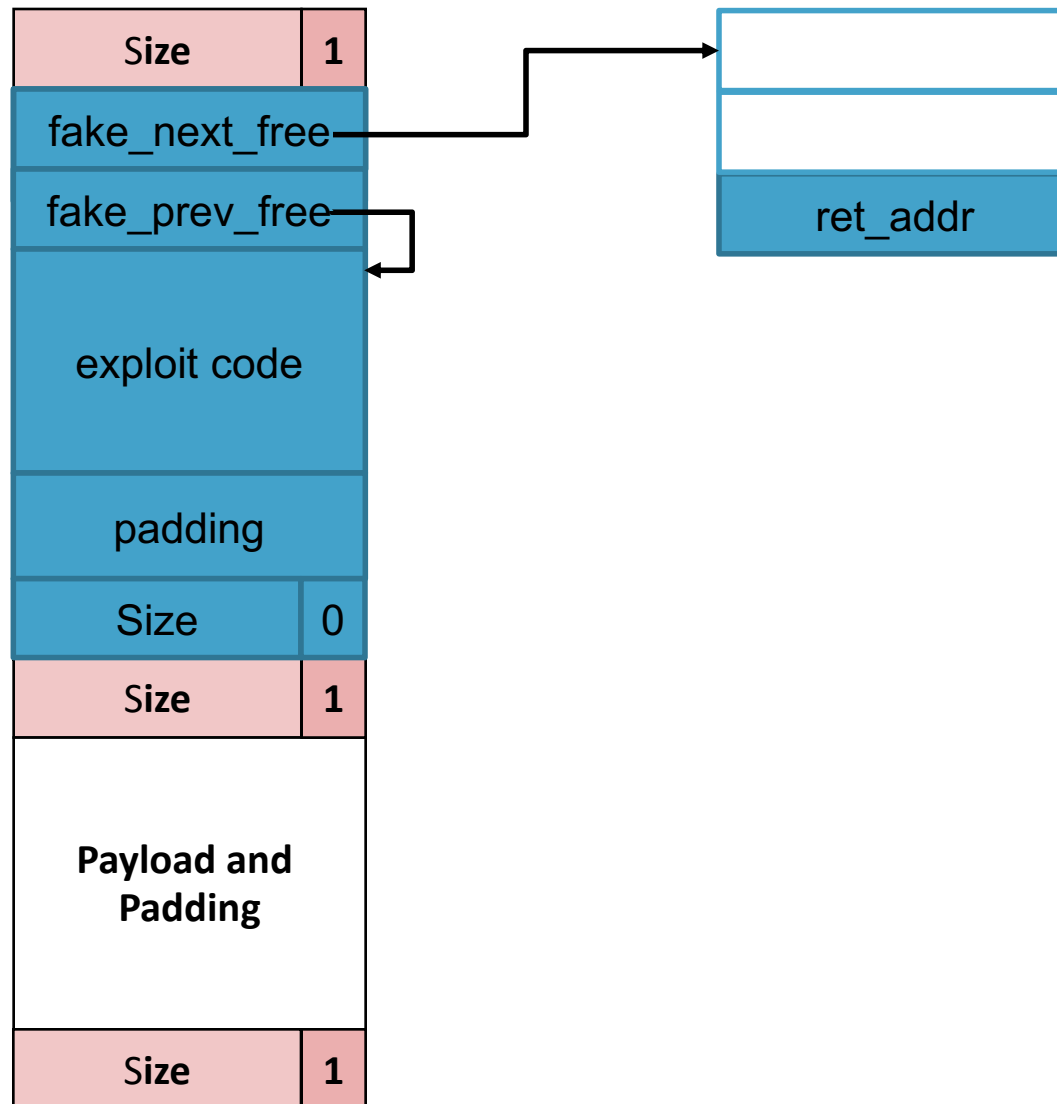 Size 1
fake_next_free
fake_prev_free
ret_addr
exploit code
padding
Size 0
Size 1
Payload and
Padding
Size 1